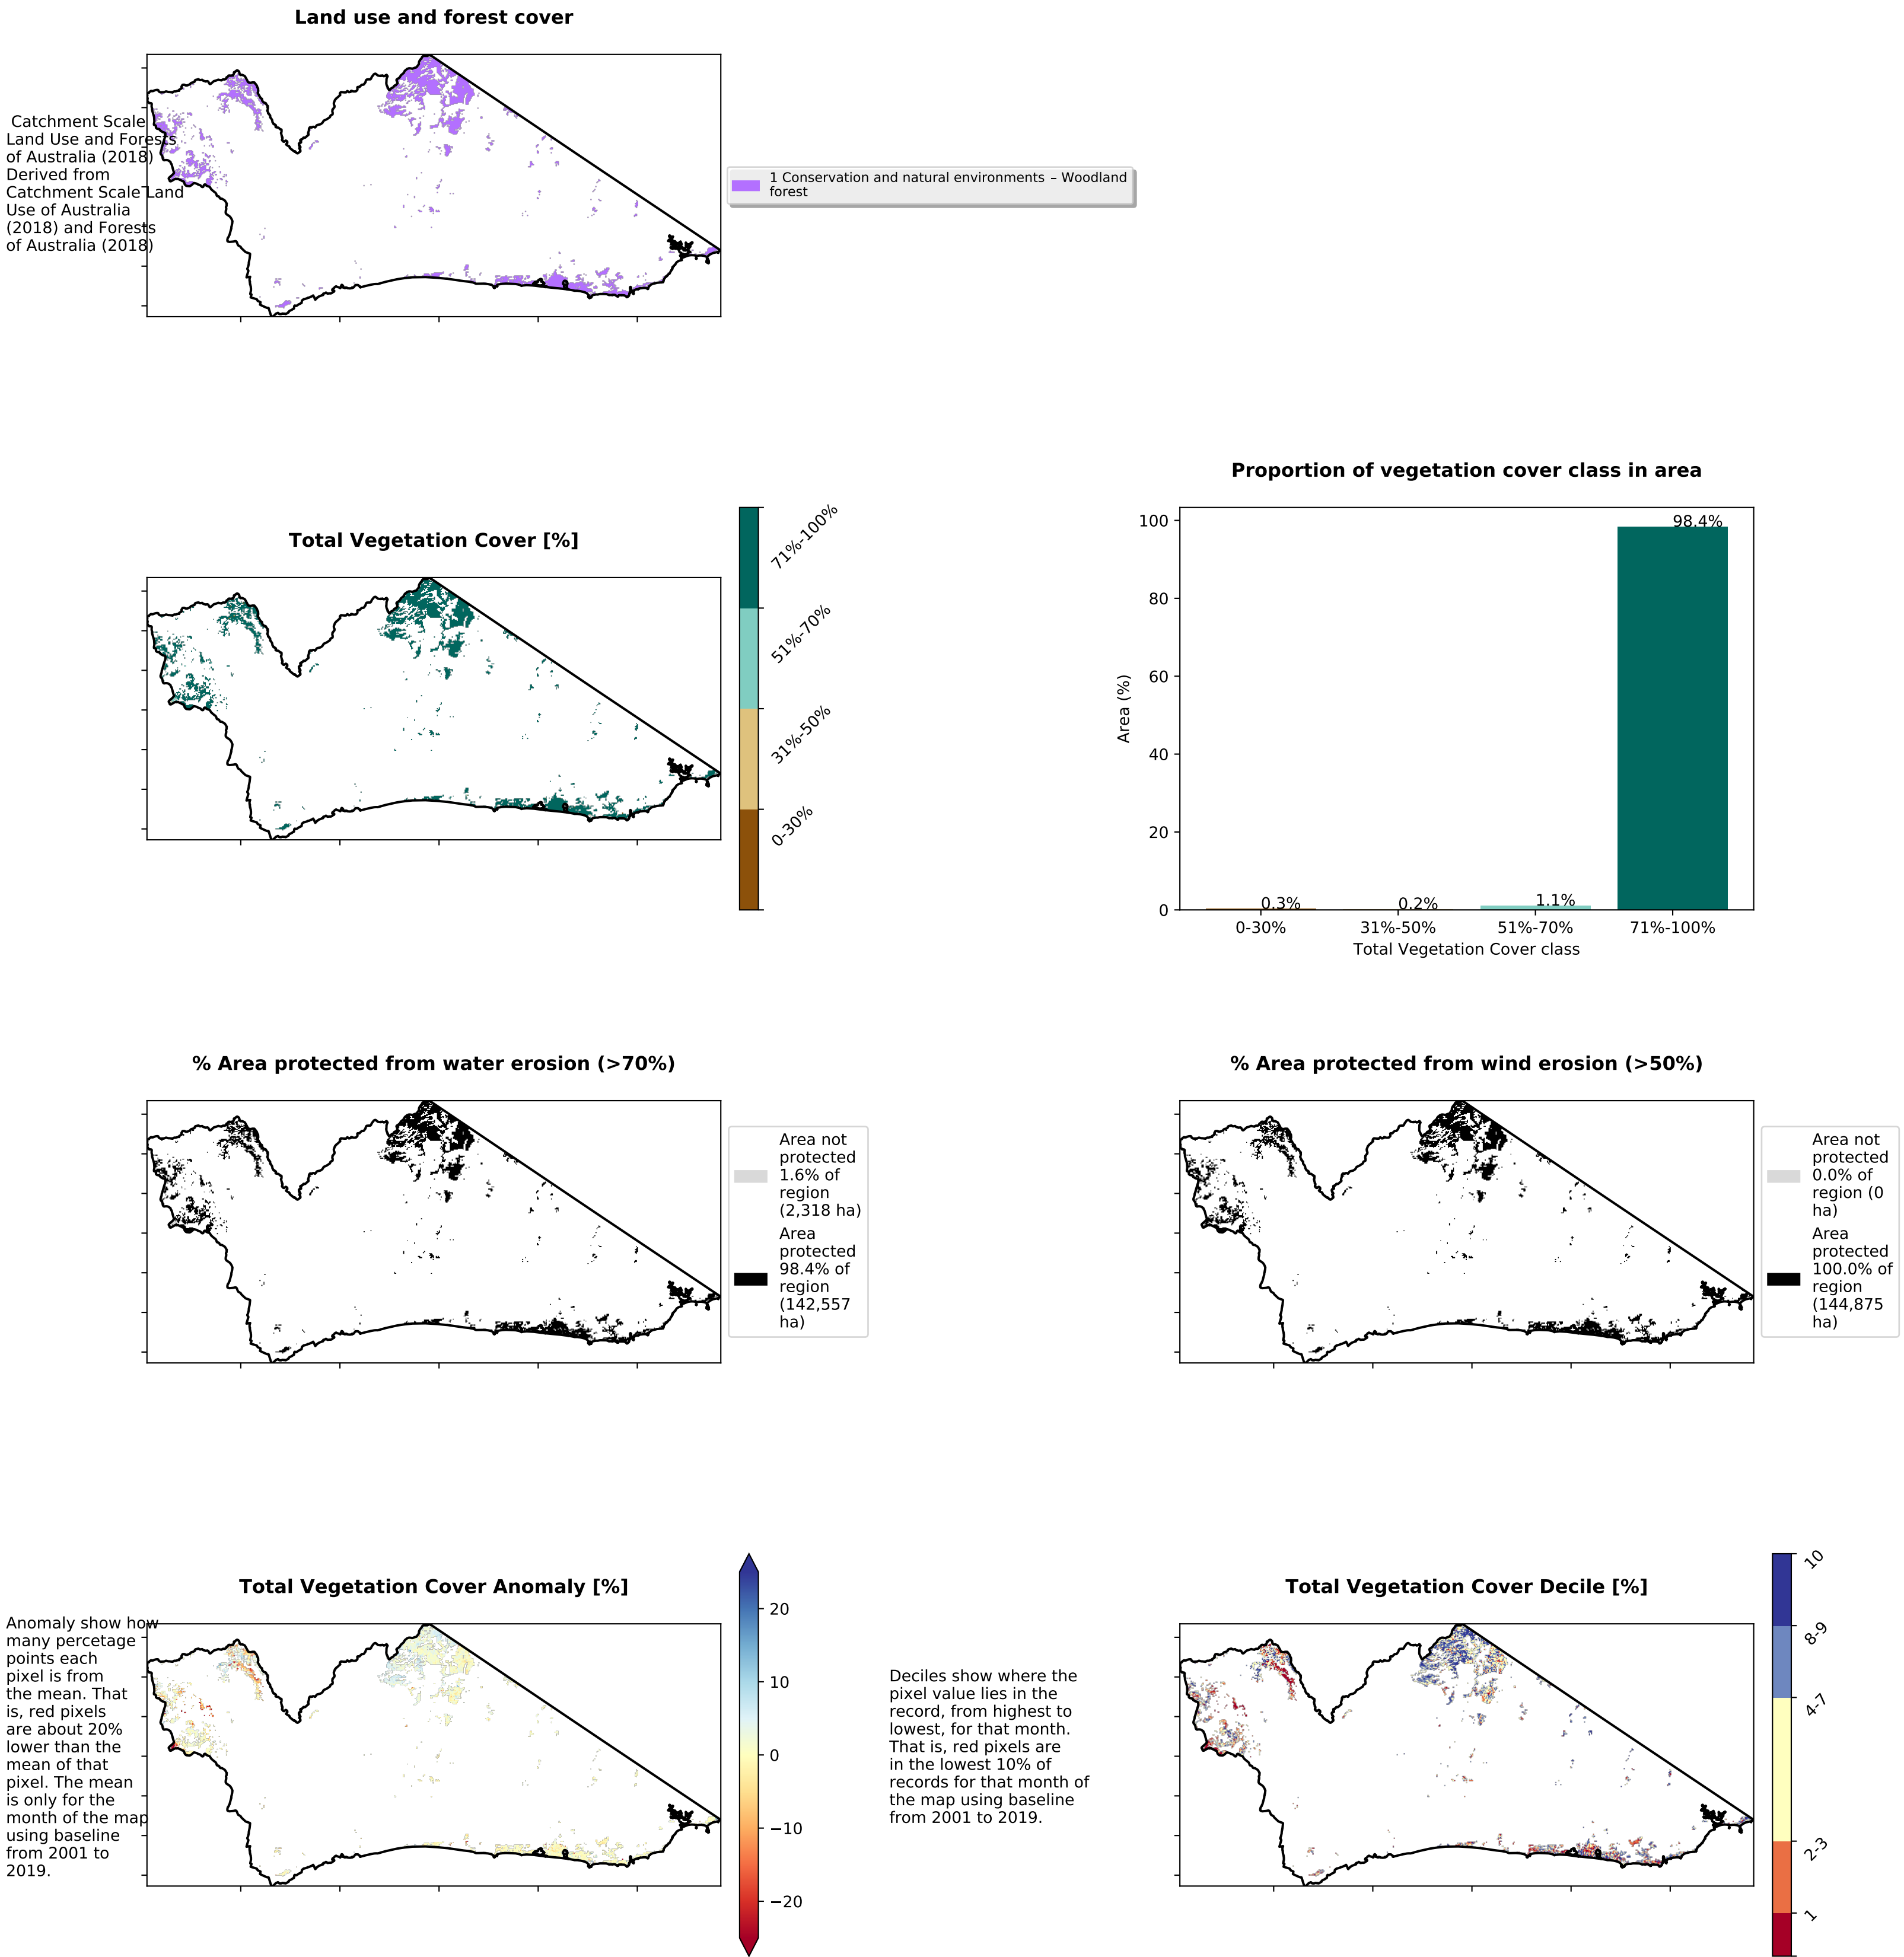 Land use and forest cover
Catchment Scale
Land Use and Forests
of Australia (2018)
Derived from
Catchment Scale Land
Use of Australia
(2018) and Forests
of Australia (2018)
1 Conservation and natural environments – Woodland
forest
Total Vegetation Cover [%]
71%-100%
51%-70%
31%-50%
0-30%
Proportion of vegetation cover class in area
100
80
60
40
20
0
Area (%)
0.3%
0.2%
1.1%
98.4%
0-30%
31%-50%
51%-70%
71%-100%
Total Vegetation Cover class
% Area protected from water erosion (>70%)
Area not
protected
1.6% of
region
(2,318 ha)
Area
protected
98.4% of
region
(142,557
ha)
% Area protected from wind erosion (>50%)
Area not
protected
0.0% of
region (0
ha)
Area
protected
100.0% of
region
(144,875
ha)
Total Vegetation Cover Anomaly [%]
Anomaly show how
many percetage
points each
pixel is from
the mean. That
is, red pixels
are about 20%
lower than the
mean of that
pixel. The mean
is only for the
month of the map
using baseline
from 2001 to
2019.
20
10
0
−10
−20
Deciles show where the
pixel value lies in the
record, from highest to
lowest, for that month.
That is, red pixels are
in the lowest 10% of
records for that month of
the map using baseline
from 2001 to 2019.
Total Vegetation Cover Decile [%]
10
8-9
4-7
2-3
1